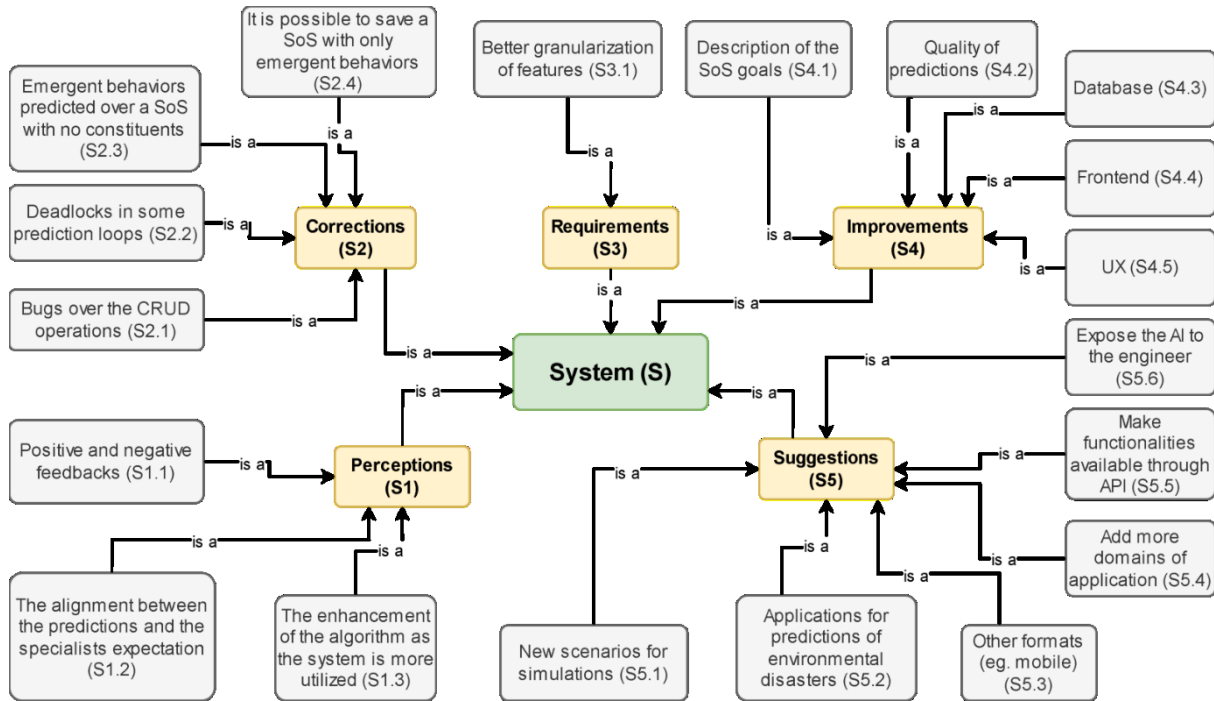 It is possible to save a
SoS with only
emergent behaviors
(S2.4)
Better granularization
of features (S3.1)
Description of the
SoS goals (S4.1)
Quality of
predictions (S4.2)
Database (S4.3)
Emergent behaviors
predicted over a SoS
with no constituents
(S2.3)
is a
is a
is a
is a
is a
is a
Frontend (S4.4)
is a
Deadlocks in some
prediction loops (S2.2)
is a
Corrections
(S2)
Requirements
(S3)
is a
Improvements
(S4)
is a
UX (S4.5)
Bugs over the CRUD
operations (S2.1)
is a
is a
is a
is a
System (S)
is a
Expose the AI to
the engineer
(S5.6)
is a
is a
Positive and negative
feedbacks (S1.1)
is a
Perceptions
(S1)
Suggestions
(S5)
is a
is a
Make
functionalities
available through
API (S5.5)
is a
is a
is a
is a
is a
Add more
domains of
application (S5.4)
The alignment between
the predictions and the
specialists expectation
(S1.2)
The enhancement
of the algorithm as
the system is more
utilized (S1.3)
New scenarios for
simulations (S5.1)
Applications for
predictions of
environmental
disasters (S5.2)
Other formats
(eg. mobile)
(S5.3)